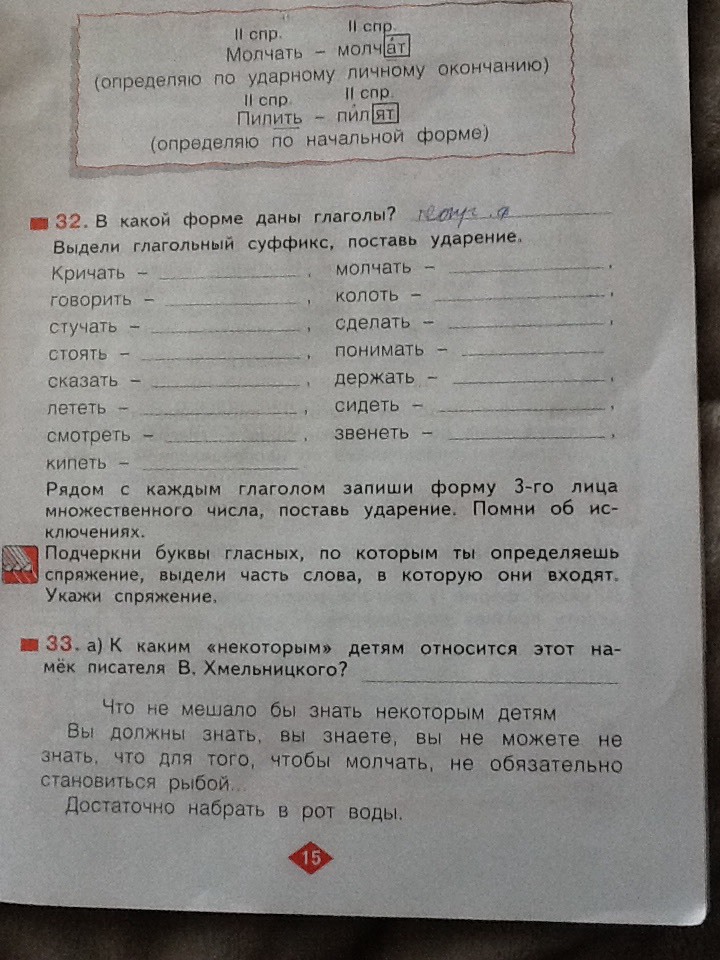 II спр. II спр.
Молчать – молча́т
(определяю по ударному личному окончанию)
II спр. II спр.
Пилить – пи́лят
(определяю по начальной форме)
32. В какой форме даны глаголы?
Выдели глагольный суффикс, поставь ударение.
Кричать – , молчать – ,
говорить – , колоть – ,
стучать – , сделать – ,
стоять – , понимать –
сказать – , держать – ,
лететь – , сидеть – ,
смотреть – , звенеть – ,
кипеть –
Рядом с каждым глаголом запиши форму 3-го лица
множественного числа, поставь ударение. Помни об ис-
ключениях.
Подчеркни буквы гласных, по которым ты определяешь
спряжение, выдели часть слова, в которую они входят.
Укажи спряжение.
33. а) К каким «некоторым» детям относится этот на-
мёк писателя В. Хмельницкого?
Что не мешало бы знать некоторым детям
Вы должны знать, вы знаете, вы не можете не
знать, что для того, чтобы молчать, не обязательно
становиться рыбой...
Достаточно набрать в рот воды.
15